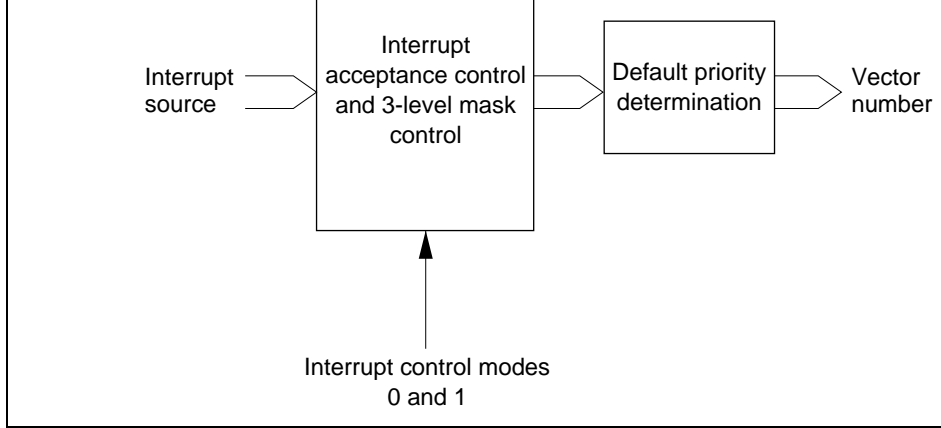 Interrupt
source
Interrupt
acceptance control
and 3-level mask
control
Default priority
determination
Vector
number
Interrupt control modes
0 and 1